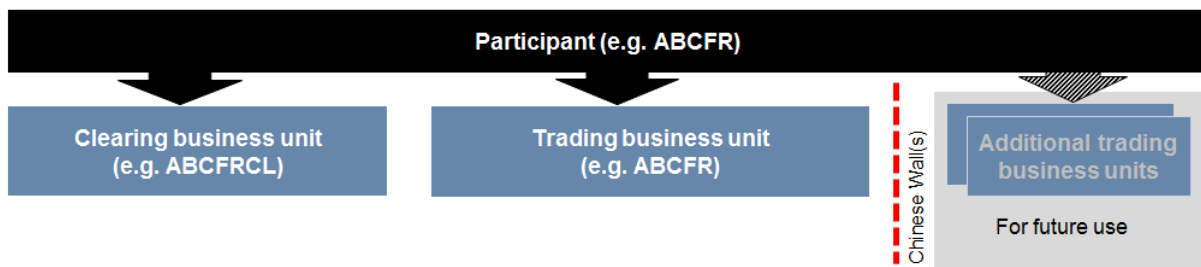 Participant (e.g. ABCFR)
Clearing business unit
(e.g. ABCFRCL)
Trading business unit
(e.g. ABCFR)
Chinese Wall(s)
Additional trading
business units
For future use